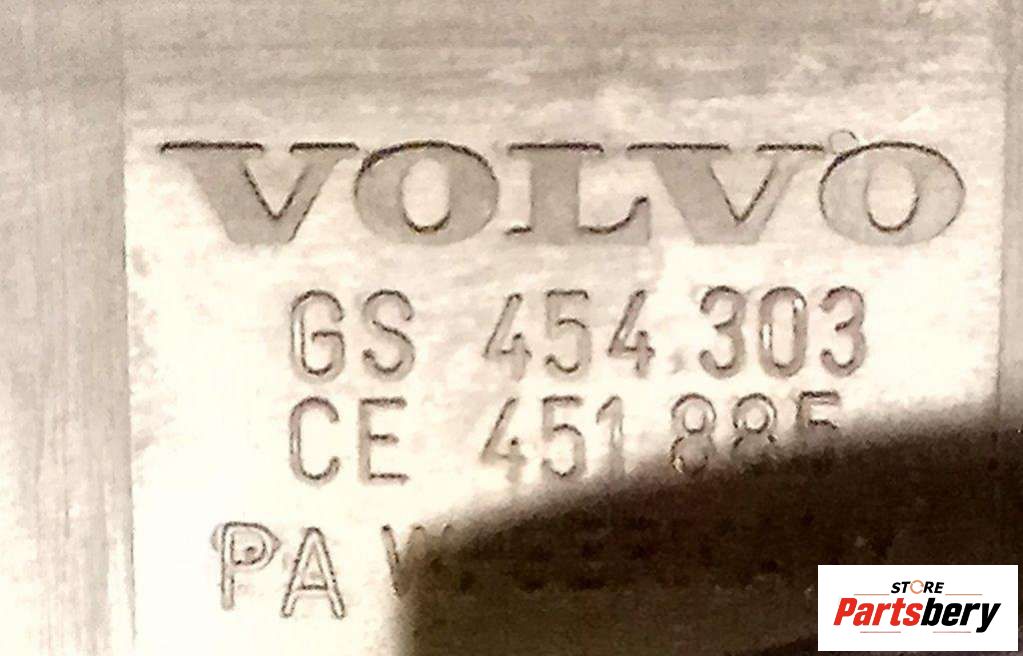 VOLVO
GS 454.303
CE 451 885
PA
STORE
Partsbery